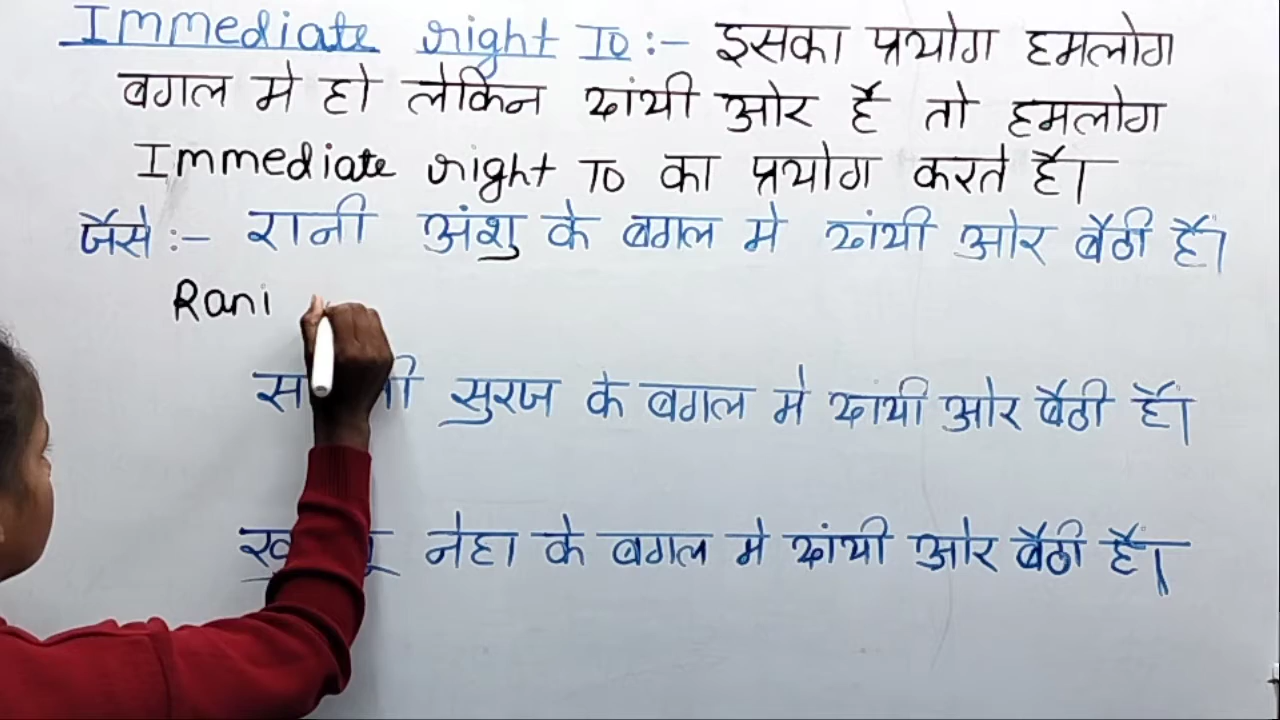 Immediate right To :- इसका प्रयोग हमलोग
बगल मे हो लेकिन दांयी ओर है तो हमलोग
Immediate right To का प्रयोग करते है।
जैसे :- रानी अंशु के बगल मे दांयी ओर बैठी है।
Rani
सुरज के बगल मे दांयी ओर बैठी है।
नेहा के बगल मे दांयी ओर बैठी है।